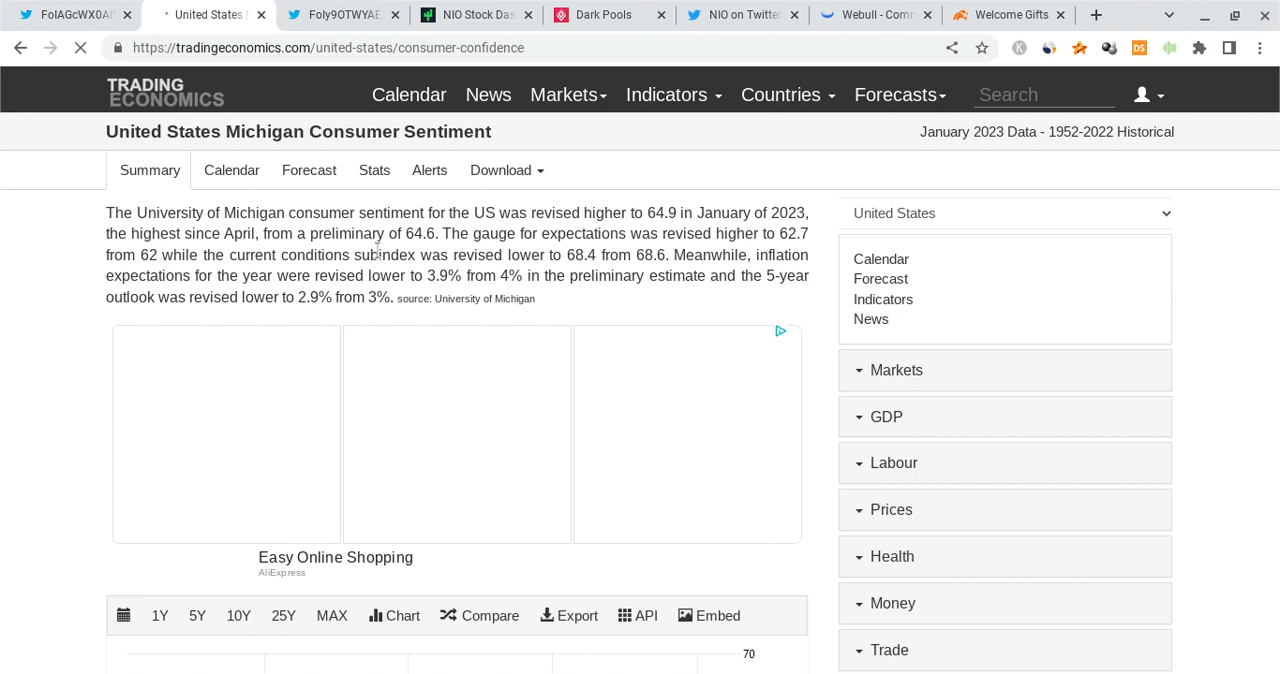 FolAGcWX0AI
United States M
Foly9OTWYAE
NIO Stock Das
Dark Pools
NIO on Twitter
Webull - Comm
Welcome Gifts
https://tradingeconomics.com/united-states/consumer-confidence
TRADING
ECONOMICS
Calendar News Markets Indicators Countries Forecasts Search
United States Michigan Consumer Sentiment
January 2023 Data - 1952-2022 Historical
Summary Calendar Forecast Stats Alerts Download
The University of Michigan consumer sentiment for the US was revised higher to 64.9 in January of 2023,
the highest since April, from a preliminary of 64.6. The gauge for expectations was revised higher to 62.7
from 62 while the current conditions subindex was revised lower to 68.4 from 68.6. Meanwhile, inflation
expectations for the year were revised lower to 3.9% from 4% in the preliminary estimate and the 5-year
outlook was revised lower to 2.9% from 3%. source: University of Michigan
Easy Online Shopping
AliExpress
1Y 5Y 10Y 25Y MAX Chart Compare Export API Embed
70
United States
Calendar
Forecast
Indicators
News
Markets
GDP
Labour
Prices
Health
Money
Trade